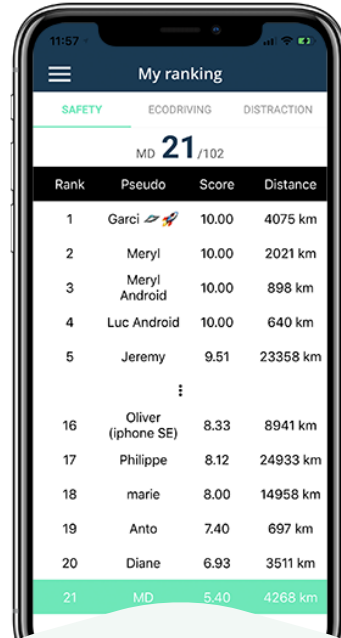 11:57
My ranking
SAFETY ECODRIVING DISTRACTION
MD 21/102
Rank Pseudo Score Distance
1 Garci 10.00 4075 km
2 Meryl 10.00 2021 km
3 Meryl Android 10.00 898 km
4 Luc Android 10.00 640 km
5 Jeremy 9.51 23358 km
16 Oliver (iphone SE) 8.33 8941 km
17 Philippe 8.12 24933 km
18 marie 8.00 14958 km
19 Anto 7.40 697 km
20 Diane 6.93 3511 km
21 MD 5.40 4268 km